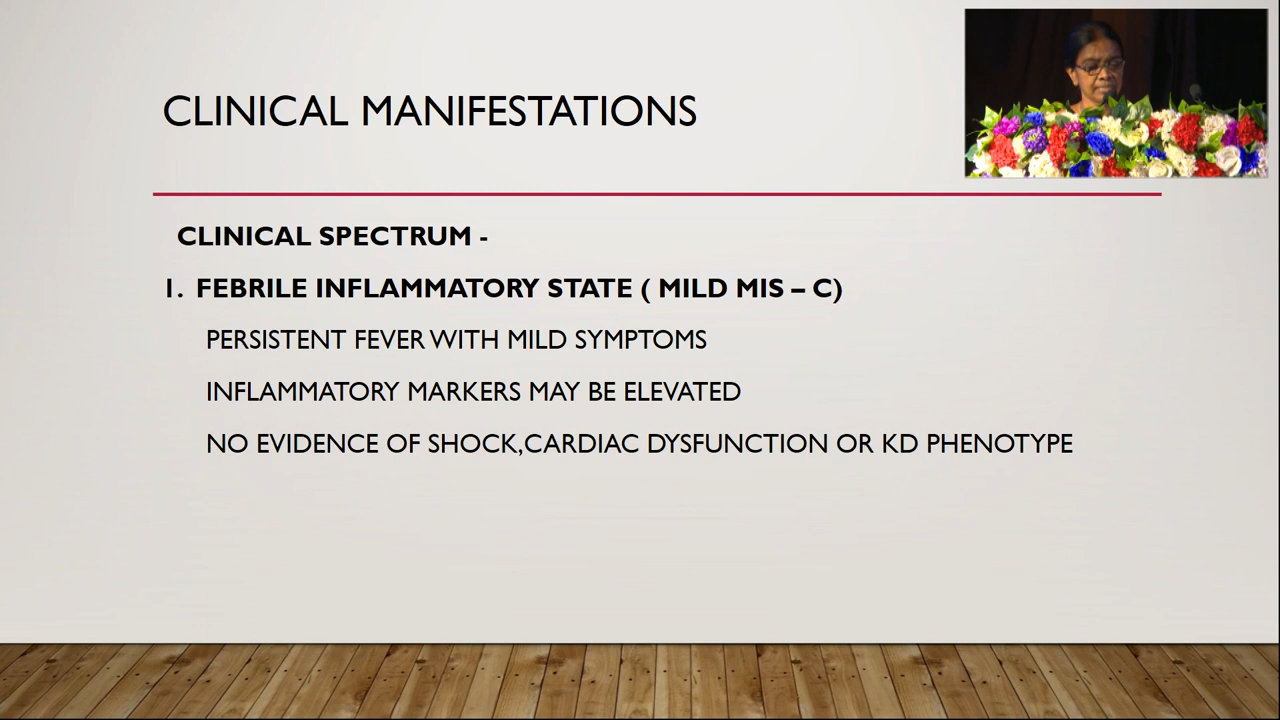 CLINICAL MANIFESTATIONS
CLINICAL SPECTRUM -
1. FEBRILE INFLAMMATORY STATE ( MILD MIS – C)
PERSISTENT FEVER WITH MILD SYMPTOMS
INFLAMMATORY MARKERS MAY BE ELEVATED
NO EVIDENCE OF SHOCK,CARDIAC DYSFUNCTION OR KD PHENOTYPE